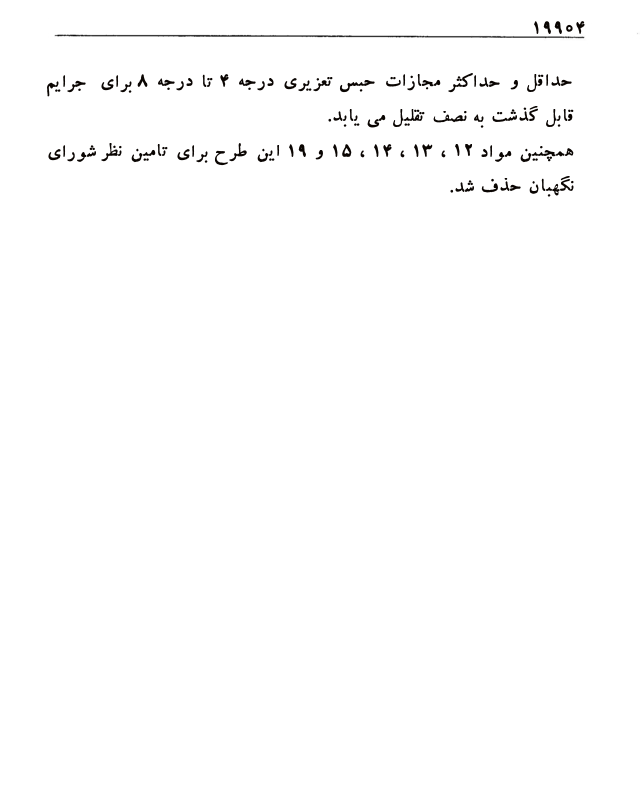 ۱۹۹۰۴
حداقل و حداکثر مجازات حبس تعزیری درجه ۴ تا درجه ۸ برای جرایم
قابل گذشت به نصف تقلیل می یابد.
همچنین مواد ۱۲ ، ۱۳ ، ۱۴ ، ۱۵ و ۱۹ این طرح برای تامین نظر شورای
نگهبان حذف شد.